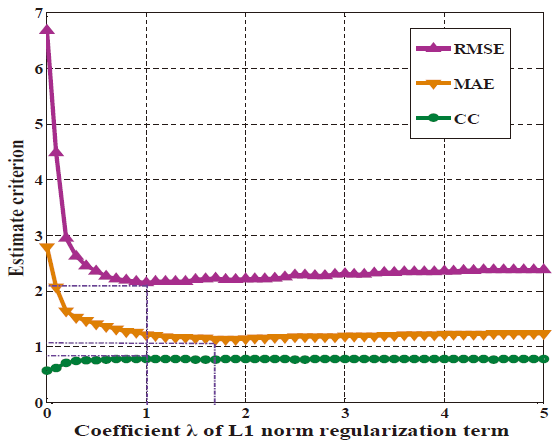 7
6
5
4
3
2
1
0
Estimate criterion
RMSE
MAE
CC
0 1 2 3 4 5
Coefficient λ of L1 norm regularization term